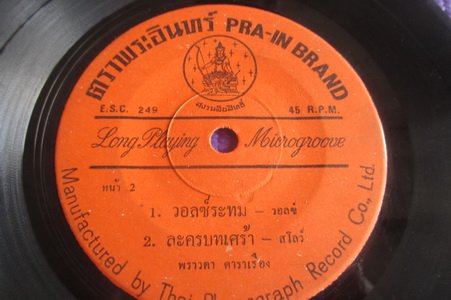 ตราพระอินทร์ PRA-IN BRAND
สงวนลิขสิทธิ์
E.S.C. 249
45 R.P.M.
Long Playing Microgroove
หน้า 2
1. วอลซ์ระทม – วอลซ์
2. ละครบทเศร้า – สโลว์
พราวตา ดาราเรือง
Manufactured by Thai Phonograph Record Co., Ltd.